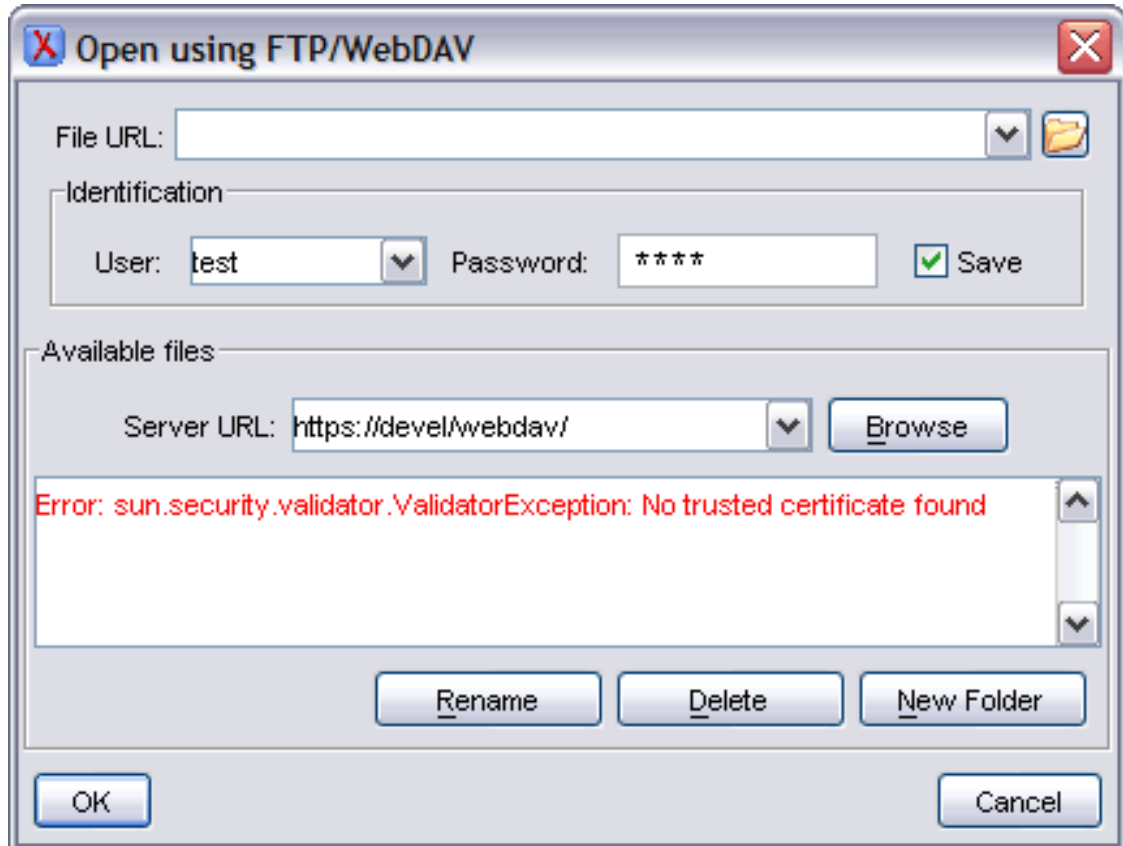 Open using FTP/WebDAV
File URL:
Identification
User: test Password: **** Save
Available files
Server URL: https://devel/webdav/ Browse
Error: sun.security.validator.ValidatorException: No trusted certificate found
Rename Delete New Folder
OK Cancel